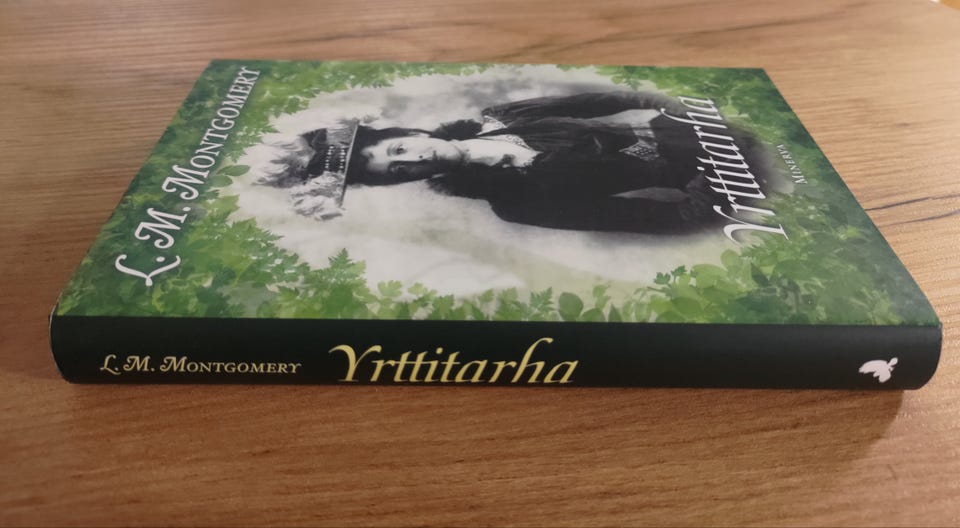 L. M. MONTGOMERY
Yrttitarha
MINERVA
L. M. MONTGOMERY Yrttitarha